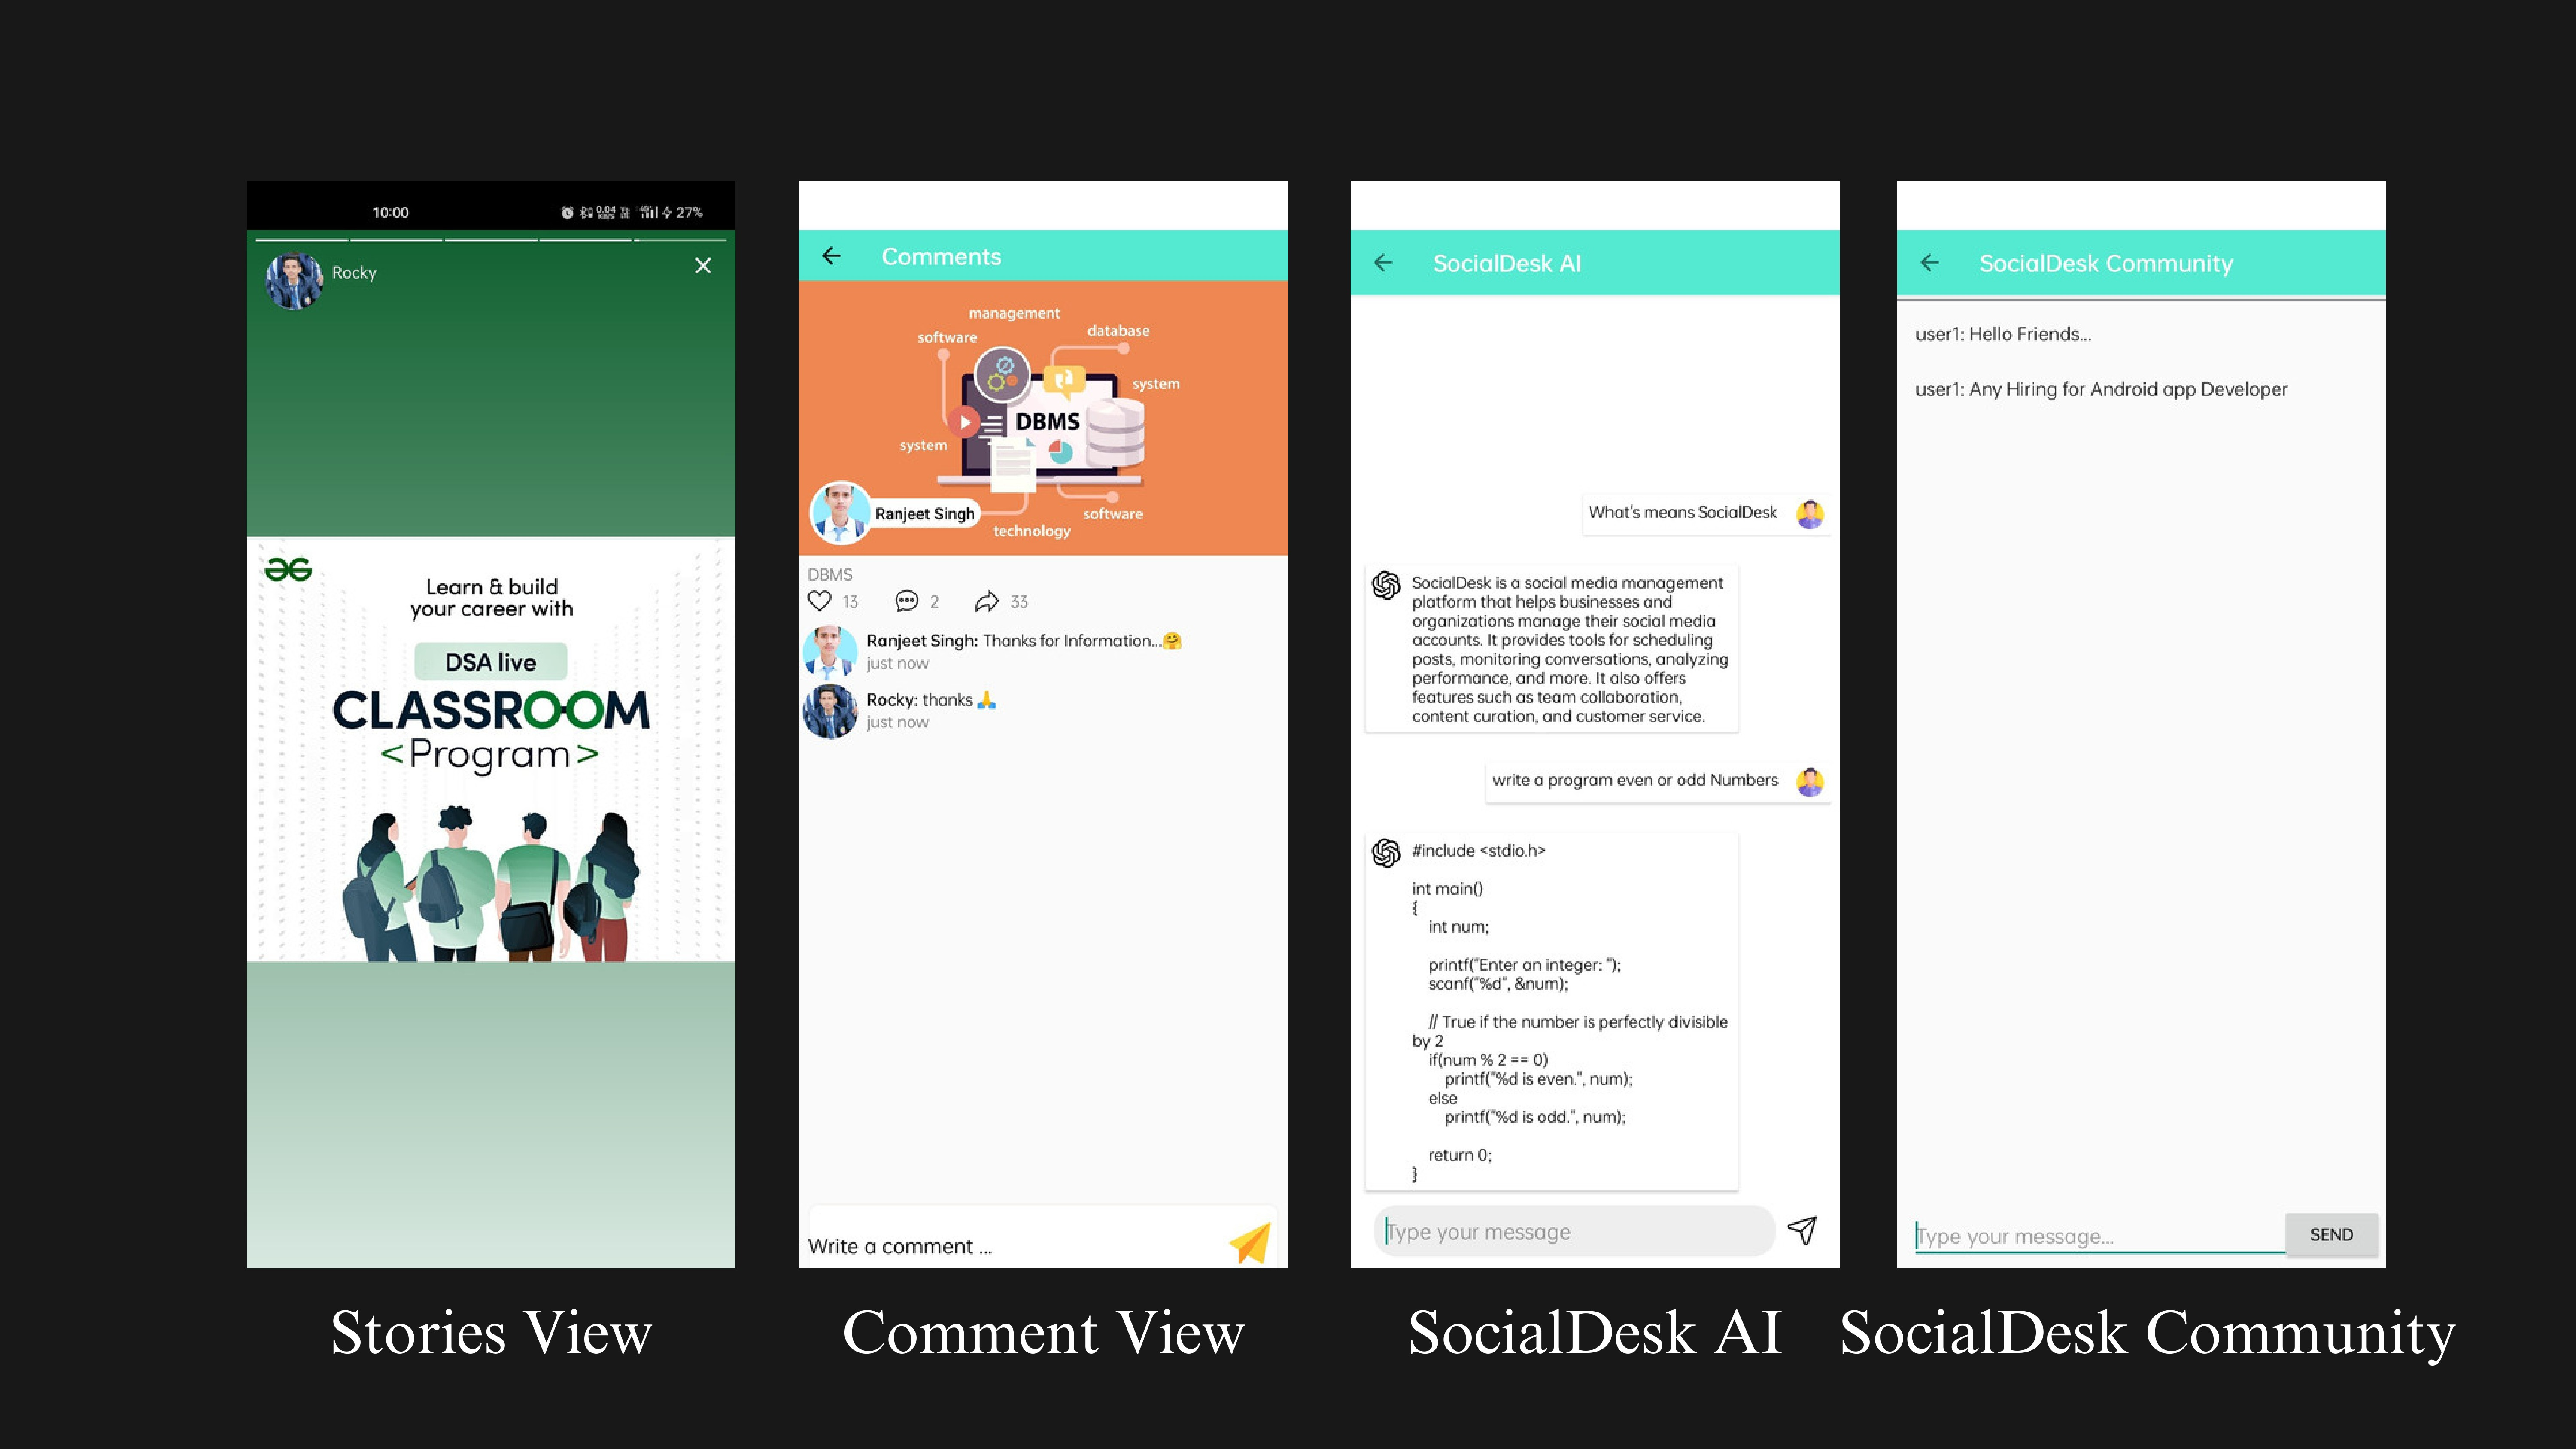 10:00
0.04
KB/S
27%
Rocky
Learn & build
your career with
DSA live
CLASSROOM
<Program>
Stories View
Comments
management
software
database
system
DBMS
system
Ranjeet Singh
software
technology
DBMS
13
2
33
Ranjeet Singh: Thanks for Information...🤗
just now
Rocky: thanks 🙏
just now
Write a comment ...
Comment View
SocialDesk AI
What's means SocialDesk
SocialDesk is a social media management
platform that helps businesses and
organizations manage their social media
accounts. It provides tools for scheduling
posts, monitoring conversations, analyzing
performance, and more. It also offers
features such as team collaboration,
content curation, and customer service.
write a program even or odd Numbers
#include <stdio.h>
int main()
{
int num;
printf("Enter an integer: ");
scanf("%d", &num);
// True if the number is perfectly divisible
by 2
if(num % 2 == 0)
printf("%d is even.", num);
else
printf("%d is odd.", num);
return 0;
}
Type your message
SocialDesk AI
SocialDesk Community
user1: Hello Friends...
user1: Any Hiring for Android app Developer
Type your message...
SEND
SocialDesk Community